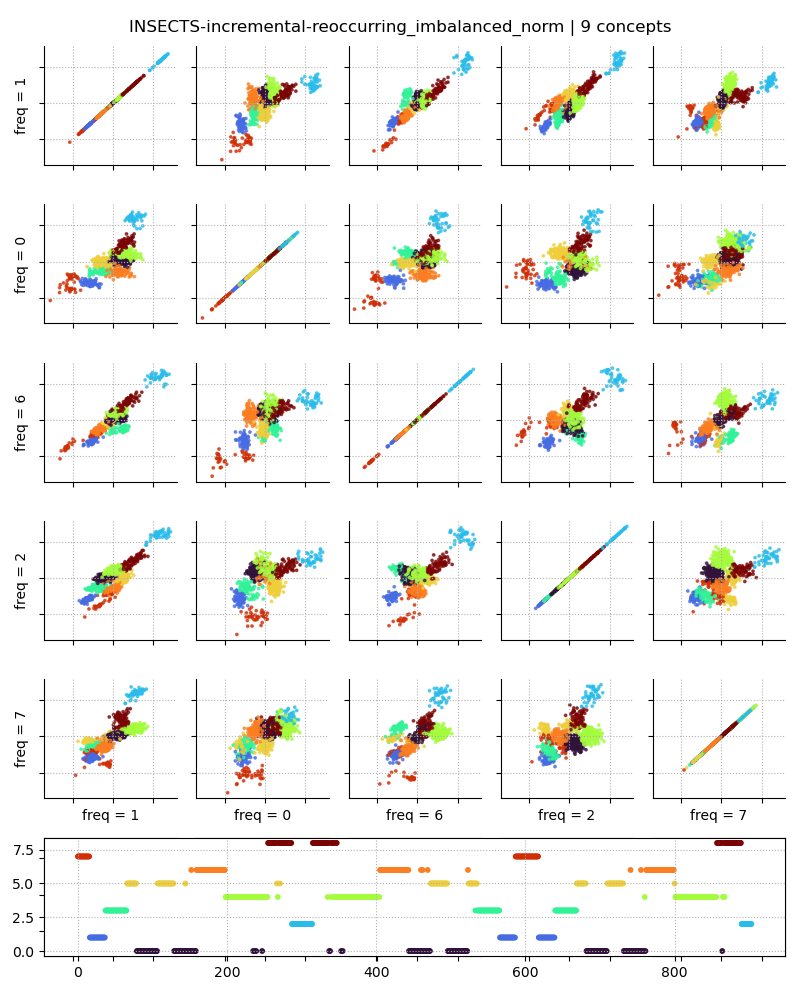 INSECTS-incremental-reoccurring_imbalanced_norm | 9 concepts
freq = 1
freq = 0
freq = 6
freq = 2
freq = 7
freq = 1
freq = 0
freq = 6
freq = 2
freq = 7
7.5
5.0
2.5
0.0
0
200
400
600
800